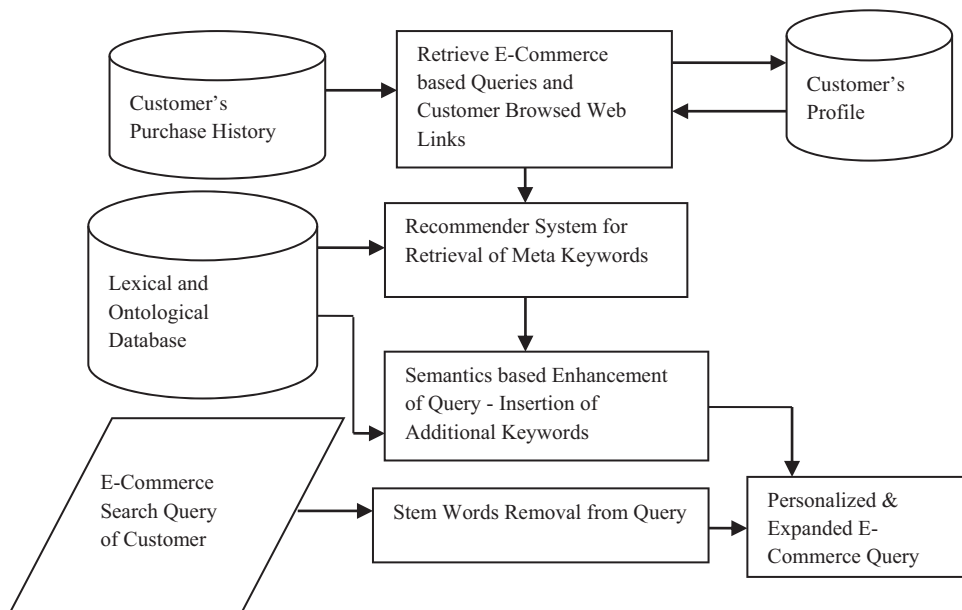 Customer’s
Purchase History
Retrieve E-Commerce
based Queries and
Customer Browsed Web
Links
Customer’s
Profile
Lexical and
Ontological
Database
Recommender System for
Retrieval of Meta Keywords
Semantics based Enhancement
of Query - Insertion of
Additional Keywords
E-Commerce
Search Query
of Customer
Stem Words Removal from Query
Personalized &
Expanded E-
Commerce Query